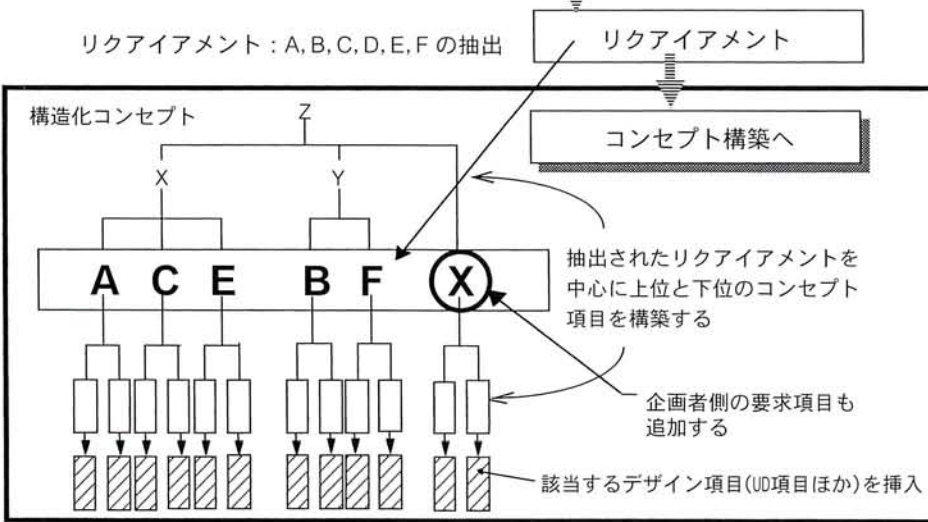 リクアイアメント：A, B, C, D, E, F の抽出
リクアイアメント
コンセプト構築へ
構造化コンセプト
Z
X
Y
A C E B F X
抽出されたリクアイアメントを
中心に上位と下位のコンセプト
項目を構築する
企画者側の要求項目も
追加する
該当するデザイン項目(UD項目ほか)を挿入